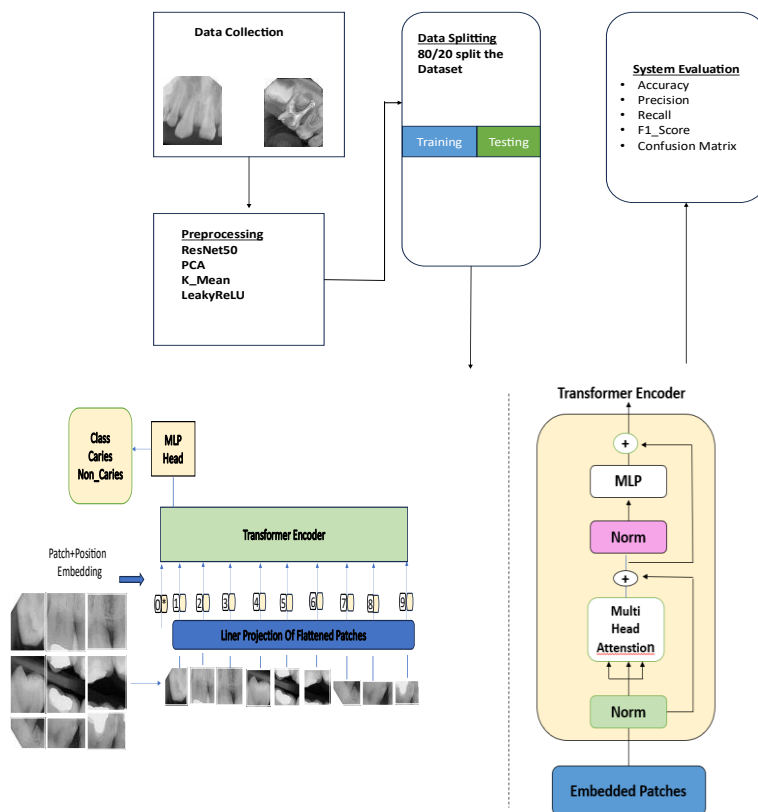 Data Collection
Preprocessing
ResNet50
PCA
K_Mean
LeakyReLU
Data Splitting
80/20 split the
Dataset
Training
Testing
System Evaluation
• Accuracy
• Precision
• Recall
• F1_Score
• Confusion Matrix
Class
Caries
Non_Caries
MLP
Head
Transformer Encoder
Patch+Position
Embedding
0*
1
2
3
4
5
6
7
8
9
Liner Projection Of Flattened Patches
Transformer Encoder
+
MLP
Norm
+
Multi
Head
Attenstion
Norm
Embedded Patches